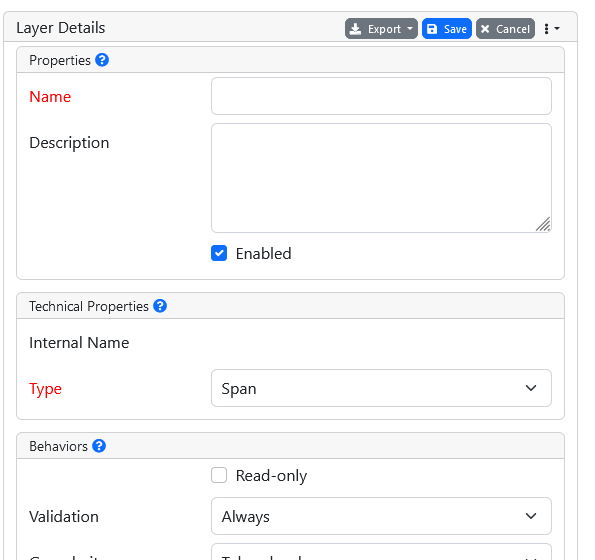 Layer Details
Export Save Cancel
Properties
Name
Description
Enabled
Technical Properties
Internal Name
Type Span
Behaviors
Read-only
Validation Always